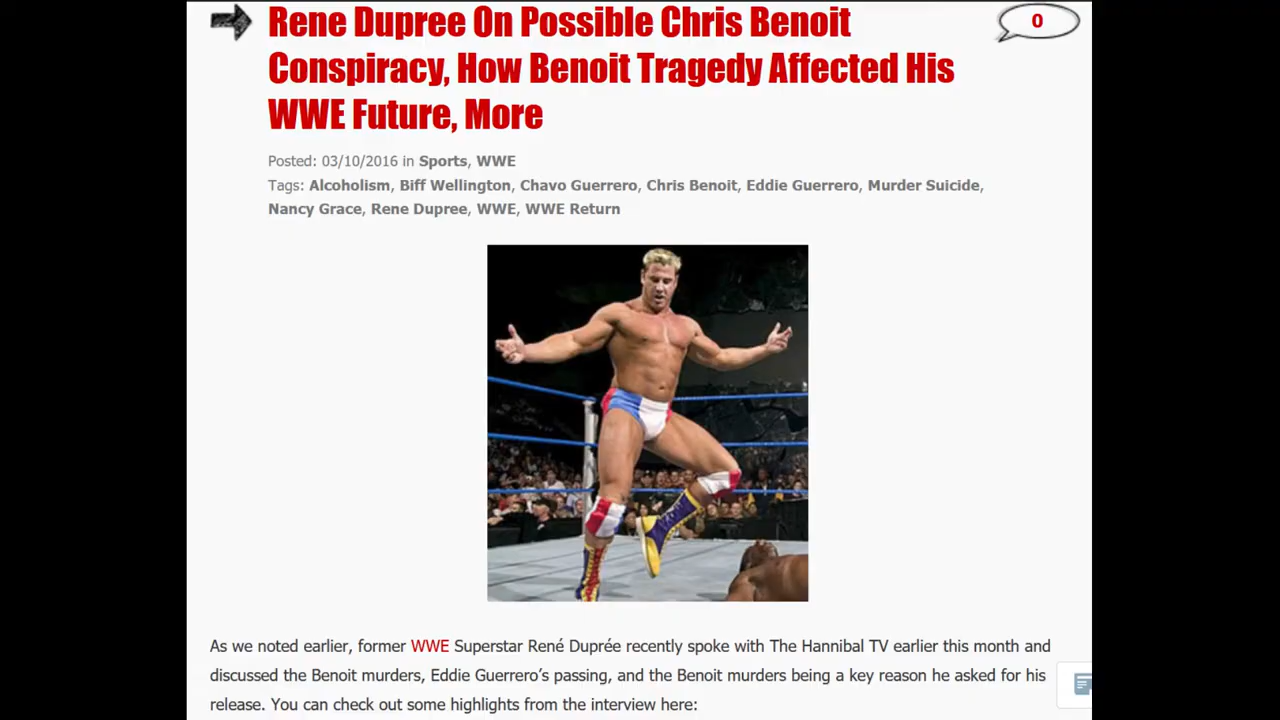 Rene Dupree On Possible Chris Benoit
0
Conspiracy, How Benoit Tragedy Affected His
WWE Future, More
Posted: 03/10/2016 in Sports, WWE
Tags: Alcoholism, Biff Wellington, Chavo Guerrero, Chris Benoit, Eddie Guerrero, Murder Suicide,
Nancy Grace, Rene Dupree, WWE, WWE Return
As we noted earlier, former WWE Superstar René Duprée recently spoke with The Hannibal TV earlier this month and
discussed the Benoit murders, Eddie Guerrero’s passing, and the Benoit murders being a key reason he asked for his
release. You can check out some highlights from the interview here: